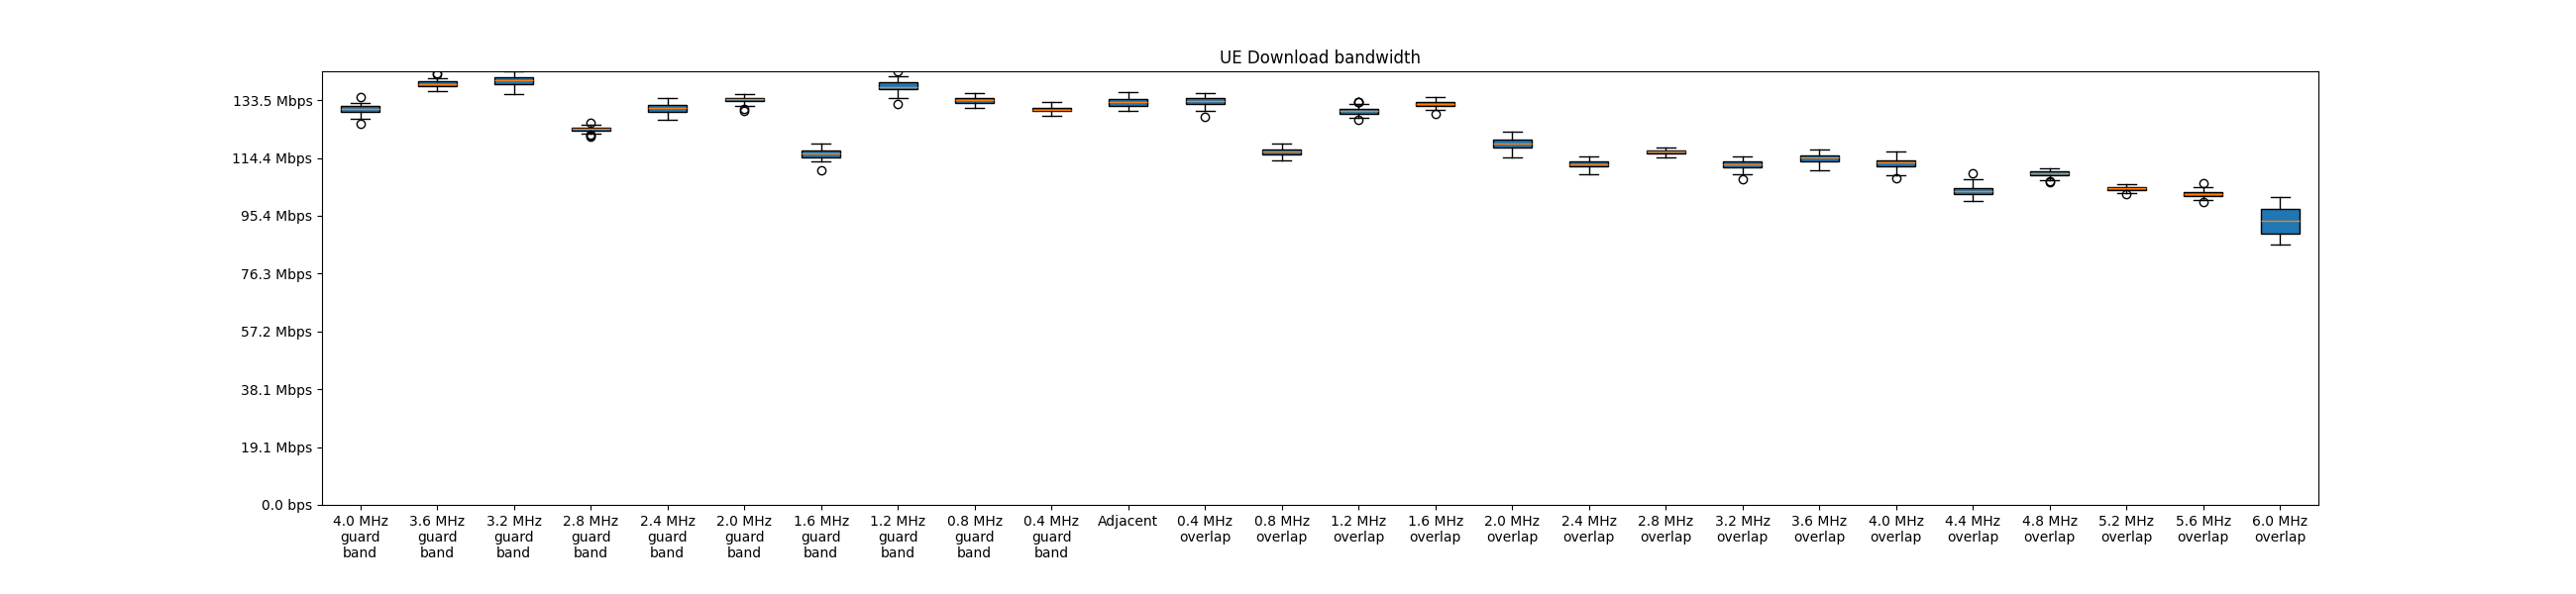 UE Download bandwidth
133.5 Mbps
114.4 Mbps
95.4 Mbps
76.3 Mbps
57.2 Mbps
38.1 Mbps
19.1 Mbps
0.0 bps
4.0 MHz
guard
band
3.6 MHz
guard
band
3.2 MHz
guard
band
2.8 MHz
guard
band
2.4 MHz
guard
band
2.0 MHz
guard
band
1.6 MHz
guard
band
1.2 MHz
guard
band
0.8 MHz
guard
band
0.4 MHz
guard
band
Adjacent
0.4 MHz
overlap
0.8 MHz
overlap
1.2 MHz
overlap
1.6 MHz
overlap
2.0 MHz
overlap
2.4 MHz
overlap
2.8 MHz
overlap
3.2 MHz
overlap
3.6 MHz
overlap
4.0 MHz
overlap
4.4 MHz
overlap
4.8 MHz
overlap
5.2 MHz
overlap
5.6 MHz
overlap
6.0 MHz
overlap